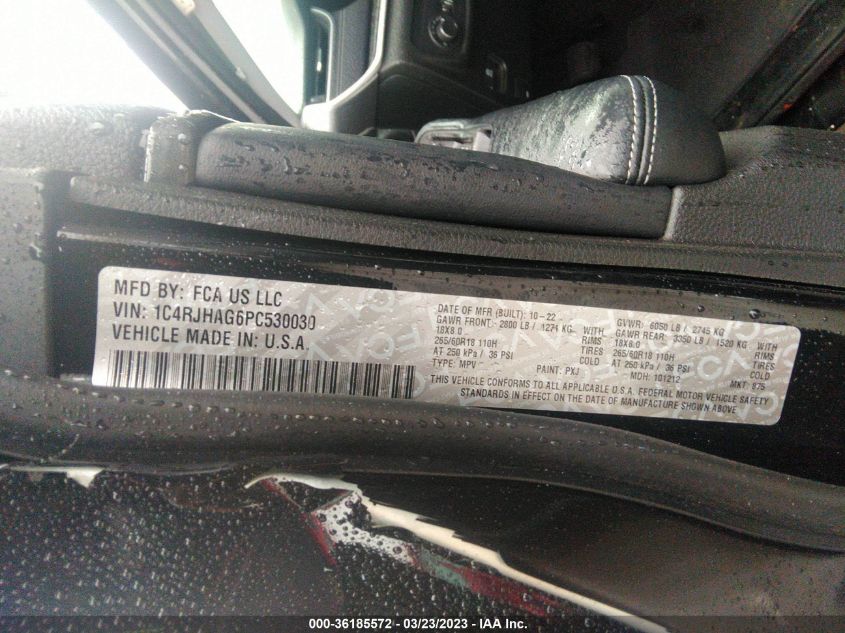 MFD BY: FCA US LLC
VIN: 1C4RJHAG6PC530030
VEHICLE MADE IN: U.S.A.
DATE OF MFR (BUILT): 10-22
GVWR: 6050 LB / 2745 KG
GAWR FRONT: 2800 LB / 1271 KG WITH
GAWR REAR 3350 LB / 1520 KG WITH
18X8.0 RIMS
18X8.0 RIMS
265/60R18 110H TIRES
265/60R18 110H TIRES
AT 250 kPa / 36 PSI COLD
AT 250 kPa / 36 PSI COLD
TYPE: MPV PAINT: PXJ MDH: 101212 MKT: 875
THIS VEHICLE CONFORMS TO ALL APPLICABLE U.S.A. FEDERAL MOTOR VEHICLE SAFETY
STANDARDS IN EFFECT ON THE DATE OF MANUFACTURE SHOWN ABOVE
000-36185572 - 03/23/2023 - IAA Inc.